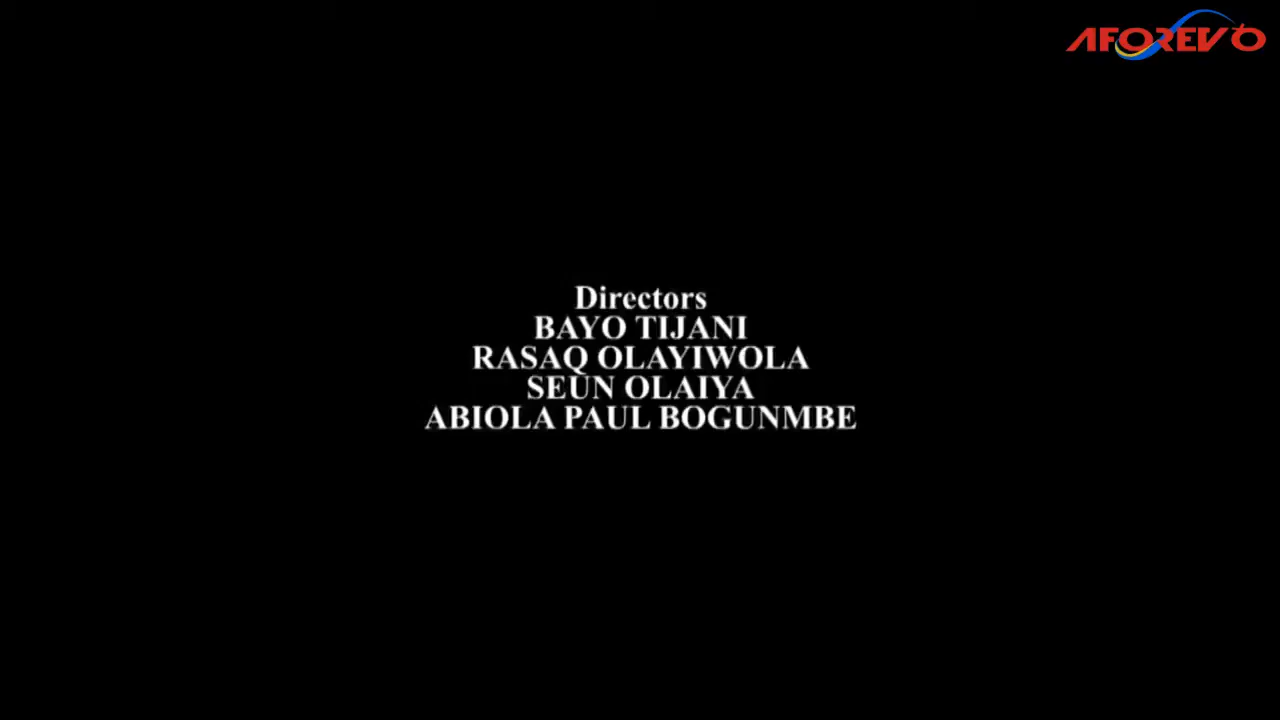 AFOREVO
Directors
BAYO TIJANI
RASAQ OLAYIWOLA
SEUN OLAIYA
ABIOLA PAUL BOGUNMBE